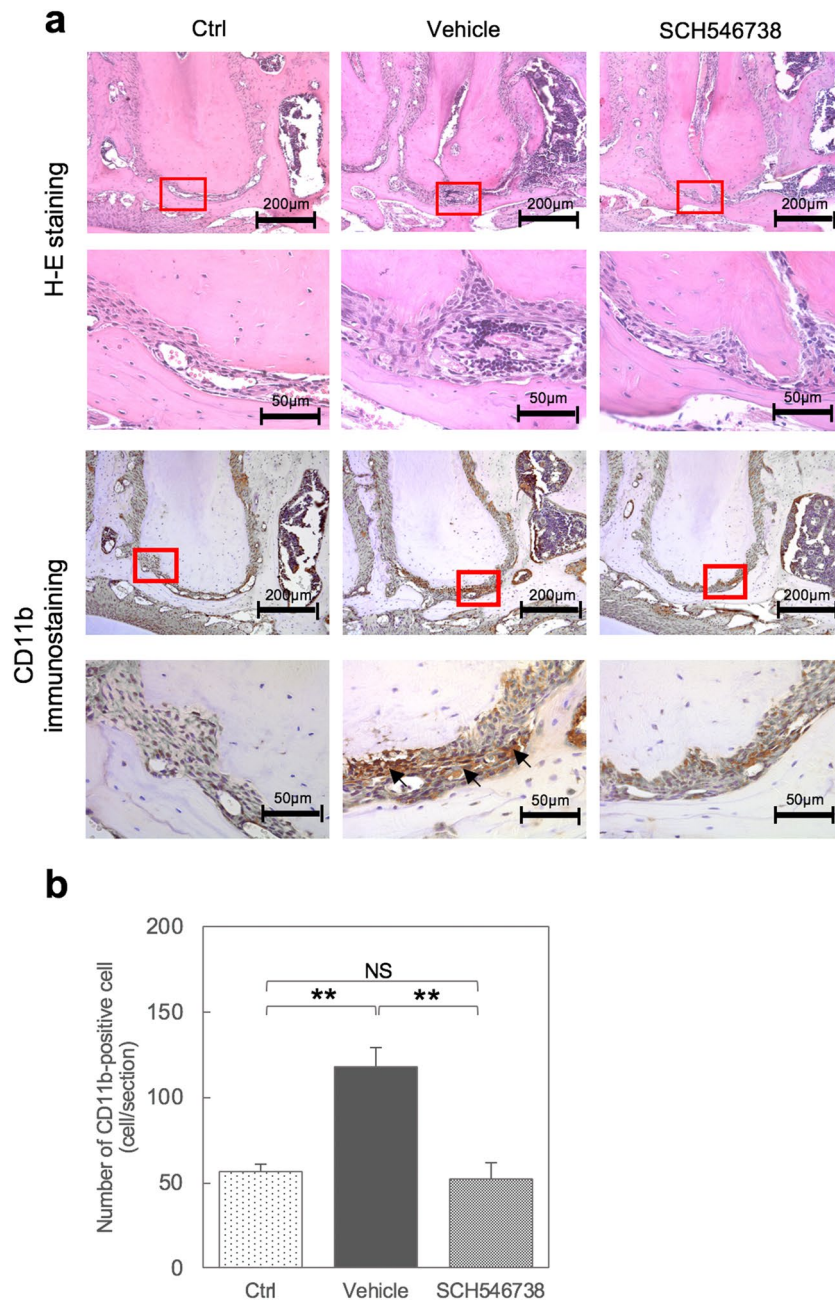 a
Ctrl Vehicle SCH546738
H-E staining
200μm 200μm 200μm
50μm 50μm 50μm
CD11b
immunostaining
200μm 200μm 200μm
50μm 50μm 50μm
b
Number of CD11b-positive cell
(cell/section)
200
150
100
50
0
NS
** **
Ctrl Vehicle SCH546738